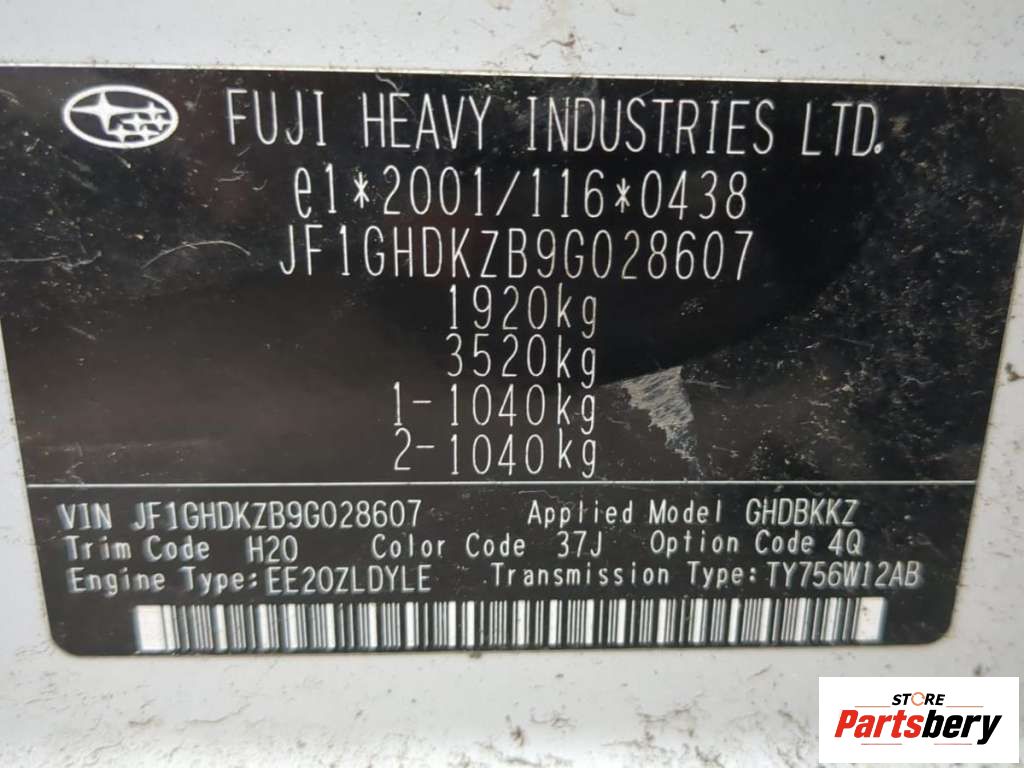 FUJI HEAVY INDUSTRIES LTD.
e1*2001/116*0438
JF1GHDKZB9G028607
1920kg
3520kg
1-1040kg
2-1040kg
VIN JF1GHDKZB9G028607 Applied Model GHDBKKZ
Trim Code H20 Color Code 37J Option Code 4Q
Engine Type:EE20ZLDYLE Transmission Type:TY756W12AB
STORE
Partsbery